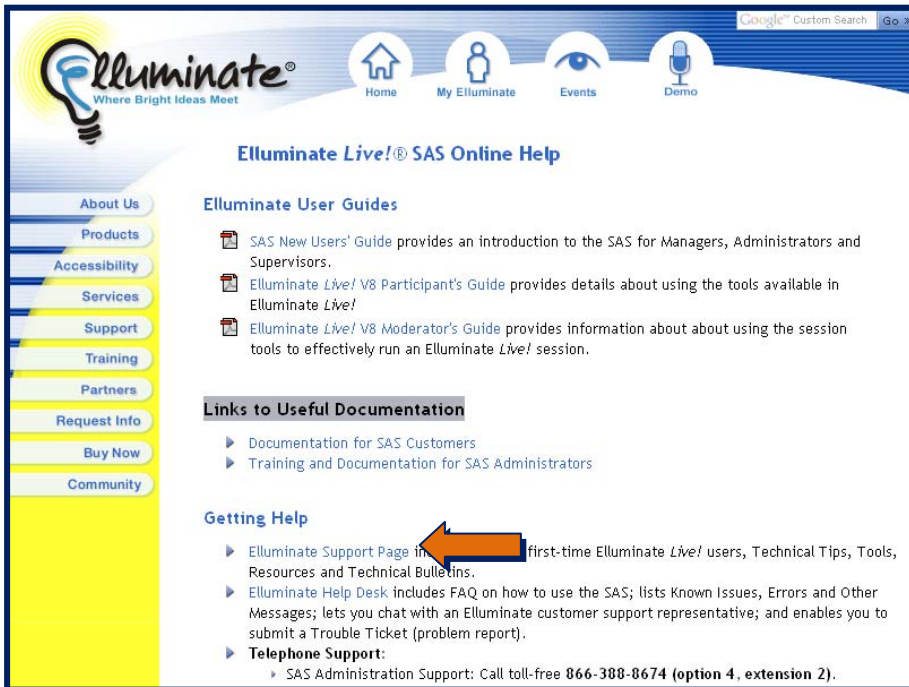 Google™ Custom Search Go »
elluminate®
Where Bright Ideas Meet
Home
My Elluminate
Events
Demo
Elluminate Live!® SAS Online Help
About Us
Products
Accessibility
Services
Support
Training
Partners
Request Info
Buy Now
Community
Elluminate User Guides
SAS New Users' Guide provides an introduction to the SAS for Managers, Administrators and
Supervisors.
Elluminate Live! V8 Participant's Guide provides details about using the tools available in
Elluminate Live!
Elluminate Live! V8 Moderator's Guide provides information about about using the session
tools to effectively run an Elluminate Live! session.
Links to Useful Documentation
Documentation for SAS Customers
Training and Documentation for SAS Administrators
Getting Help
Elluminate Support Page first-time Elluminate Live! users, Technical Tips, Tools,
Resources and Technical Bulletins.
Elluminate Help Desk includes FAQ on how to use the SAS; lists Known Issues, Errors and Other
Messages; lets you chat with an Elluminate customer support representative; and enables you to
submit a Trouble Ticket (problem report).
Telephone Support:
SAS Administration Support: Call toll-free 866-388-8674 (option 4, extension 2).